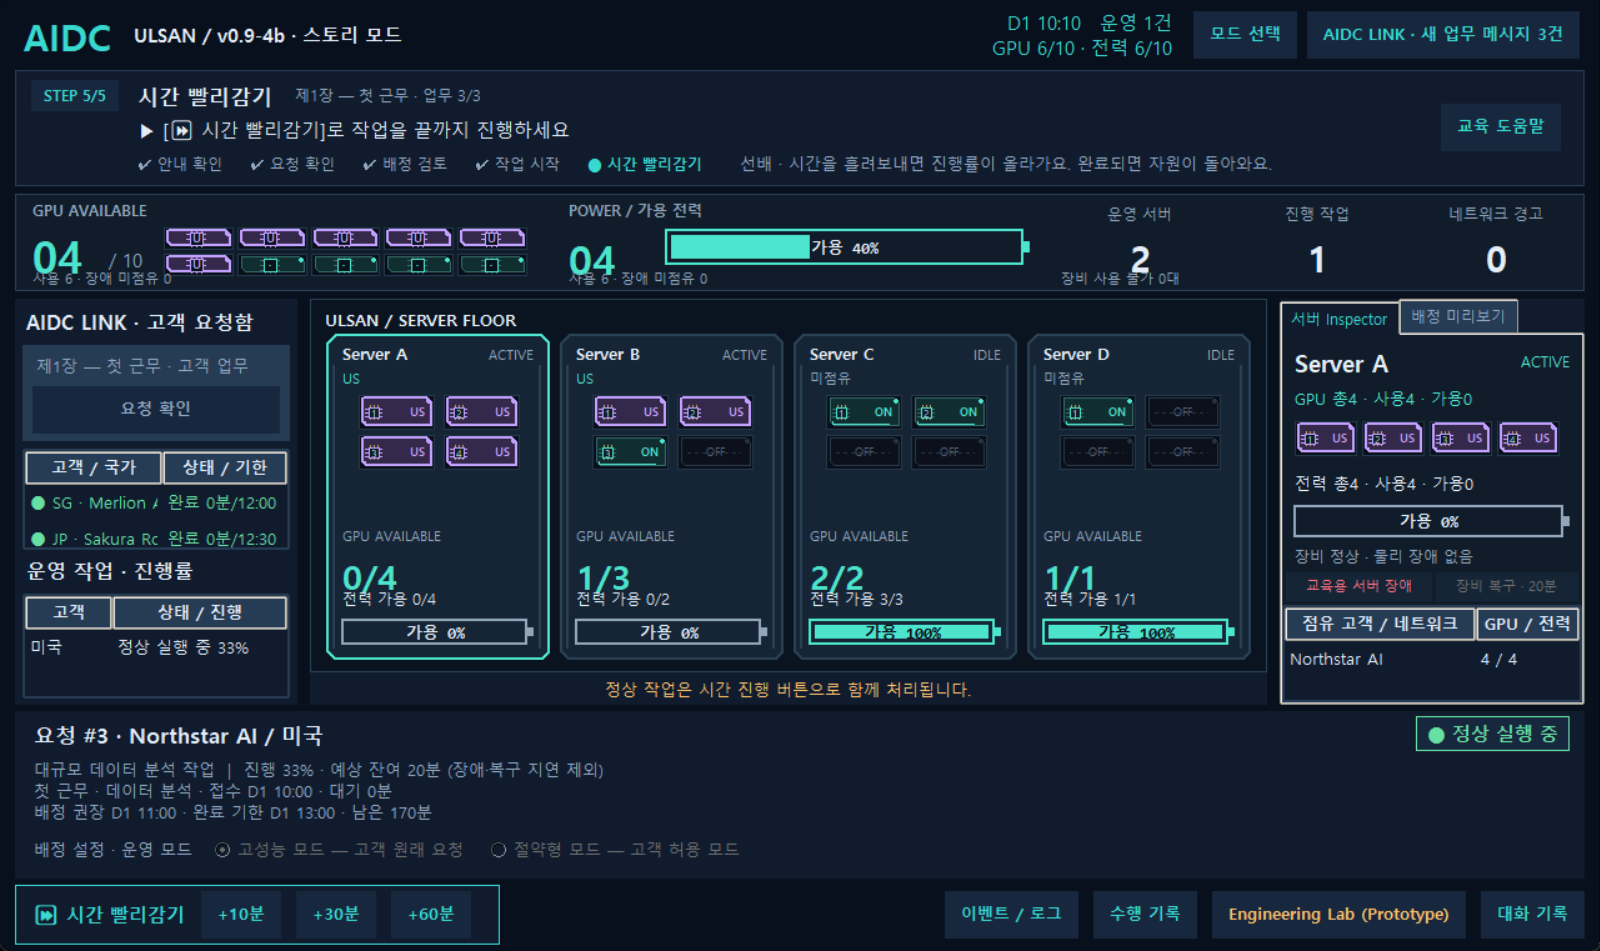 AIDC ULSAN / v0.9-4b · 스토리 모드
D1 10:10 운영 1건
GPU 6/10 · 전력 6/10
모드 선택
AIDC LINK · 새 업무 메시지 3건
STEP 5/5 시간 빨리감기 제1장 — 첫 근무 · 업무 3/3
▶ [⏩ 시간 빨리감기]로 작업을 끝까지 진행하세요
✔ 안내 확인 ✔ 요청 확인 ✔ 배정 검토 ✔ 작업 시작 ● 시간 빨리감기 선배 · 시간을 흘려보내면 진행률이 올라가요. 완료되면 자원이 돌아와요.
교육 도움말
GPU AVAILABLE
04 / 10
사용 6 · 장애 미점유 0
U U U U U
U - - - -
POWER / 가용 전력
04
가용 40%
사용 6 · 장애 미점유 0
운영 서버
2
장비 사용 불가 0대
진행 작업
1
네트워크 경고
0
AIDC LINK · 고객 요청함
제1장 — 첫 근무 · 고객 업무
요청 확인
고객 / 국가 상태 / 기한
● SG · Merlion 완료 0분/12:00
● JP · Sakura 완료 0분/12:30
운영 작업 · 진행률
고객 상태 / 진행
미국 정상 실행 중 33%
ULSAN / SERVER FLOOR
Server A ACTIVE
US
1 US 2 US
3 US 4 US
GPU AVAILABLE
0/4
전력 가용 0/4
가용 0%
Server B ACTIVE
US
1 US 2 US
3 ON --OFF--
GPU AVAILABLE
1/3
전력 가용 0/2
가용 0%
Server C IDLE
미점유
1 ON 2 ON
--OFF-- --OFF--
GPU AVAILABLE
2/2
전력 가용 3/3
가용 100%
Server D IDLE
미점유
1 ON --OFF--
--OFF-- --OFF--
GPU AVAILABLE
1/1
전력 가용 1/1
가용 100%
정상 작업은 시간 진행 버튼으로 함께 처리됩니다.
서버 Inspector 배정 미리보기
Server A ACTIVE
GPU 총4 · 사용4 · 가용0
1 US 2 US 3 US 4 US
전력 총4 · 사용4 · 가용0
가용 0%
장비 정상 · 물리 장애 없음
교육용 서버 장애 장비 복구 · 20분
점유 고객 / 네트워크 GPU / 전력
Northstar AI 4 / 4
요청 #3 · Northstar AI / 미국
● 정상 실행 중
대규모 데이터 분석 작업 | 진행 33% · 예상 잔여 20분 (장애·복구 지연 제외)
첫 근무 · 데이터 분석 · 접수 D1 10:00 · 대기 0분
배정 권장 D1 11:00 · 완료 기한 D1 13:00 · 남은 170분
배정 설정 · 운영 모드 고성능 모드 — 고객 원래 요청 절약형 모드 — 고객 허용 모드
⏩ 시간 빨리감기 +10분 +30분 +60분
이벤트 / 로그 수행 기록 Engineering Lab (Prototype) 대화 기록